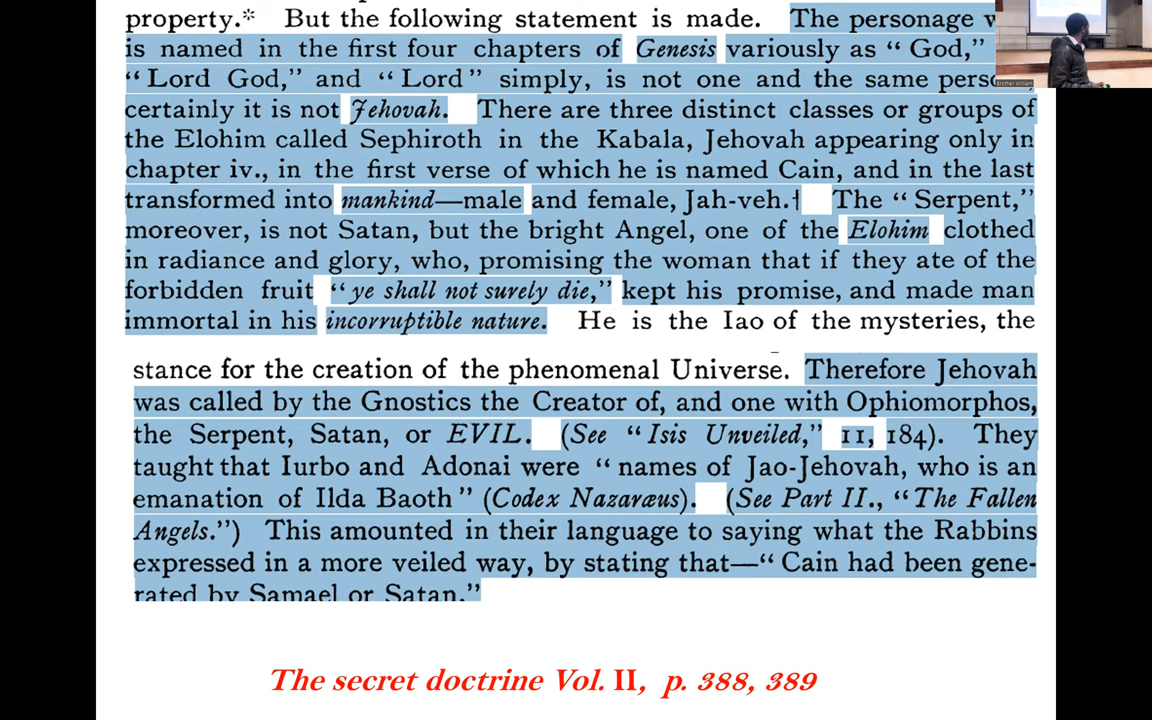 property.* But the following statement is made. The personage
is named in the first four chapters of Genesis variously as “ God,”
“ Lord God,” and “ Lord ” simply, is not one and the same
certainly it is not Jehovah. There are three distinct classes or groups of
the Elohim called Sephiroth in the Kabala, Jehovah appearing only in
chapter iv., in the first verse of which he is named Cain, and in the last
transformed into mankind—male and female, Jah-veh.† The “ Serpent,”
moreover, is not Satan, but the bright Angel, one of the Elohim clothed
in radiance and glory, who, promising the woman that if they ate of the
forbidden fruit “ ye shall not surely die,” kept his promise, and made man
immortal in his incorruptible nature. He is the Iao of the mysteries, the
stance for the creation of the phenomenal Universe. Therefore Jehovah
was called by the Gnostics the Creator of, and one with Ophiomorphos,
the Serpent, Satan, or EVIL. (See “ Isis Unveiled,” 11, 184). They
taught that Iurbo and Adonai were “ names of Jao-Jehovah, who is an
emanation of Ilda Baoth ” (Codex Nazaræus). (See Part II., “ The Fallen
Angels.”) This amounted in their language to saying what the Rabbins
expressed in a more veiled way, by stating that—“ Cain had been gene-
rated by Samael or Satan.”
The secret doctrine Vol. II, p. 388, 389